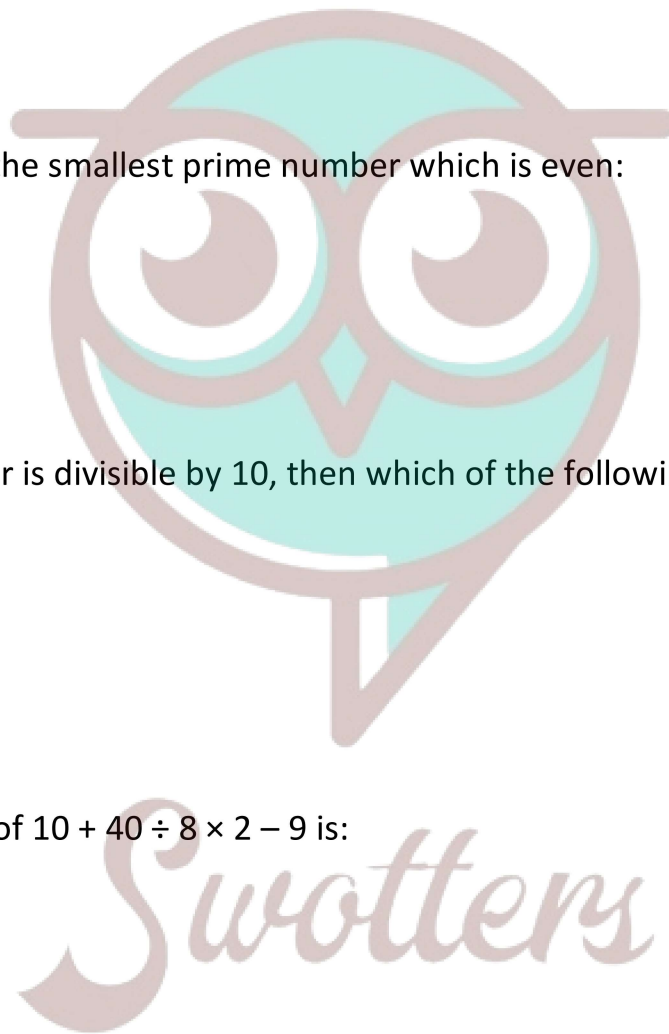 the smallest prime number which is even:
r is divisible by 10, then which of the followi
of 10 + 40 ÷ 8 × 2 – 9 is:
Swotters